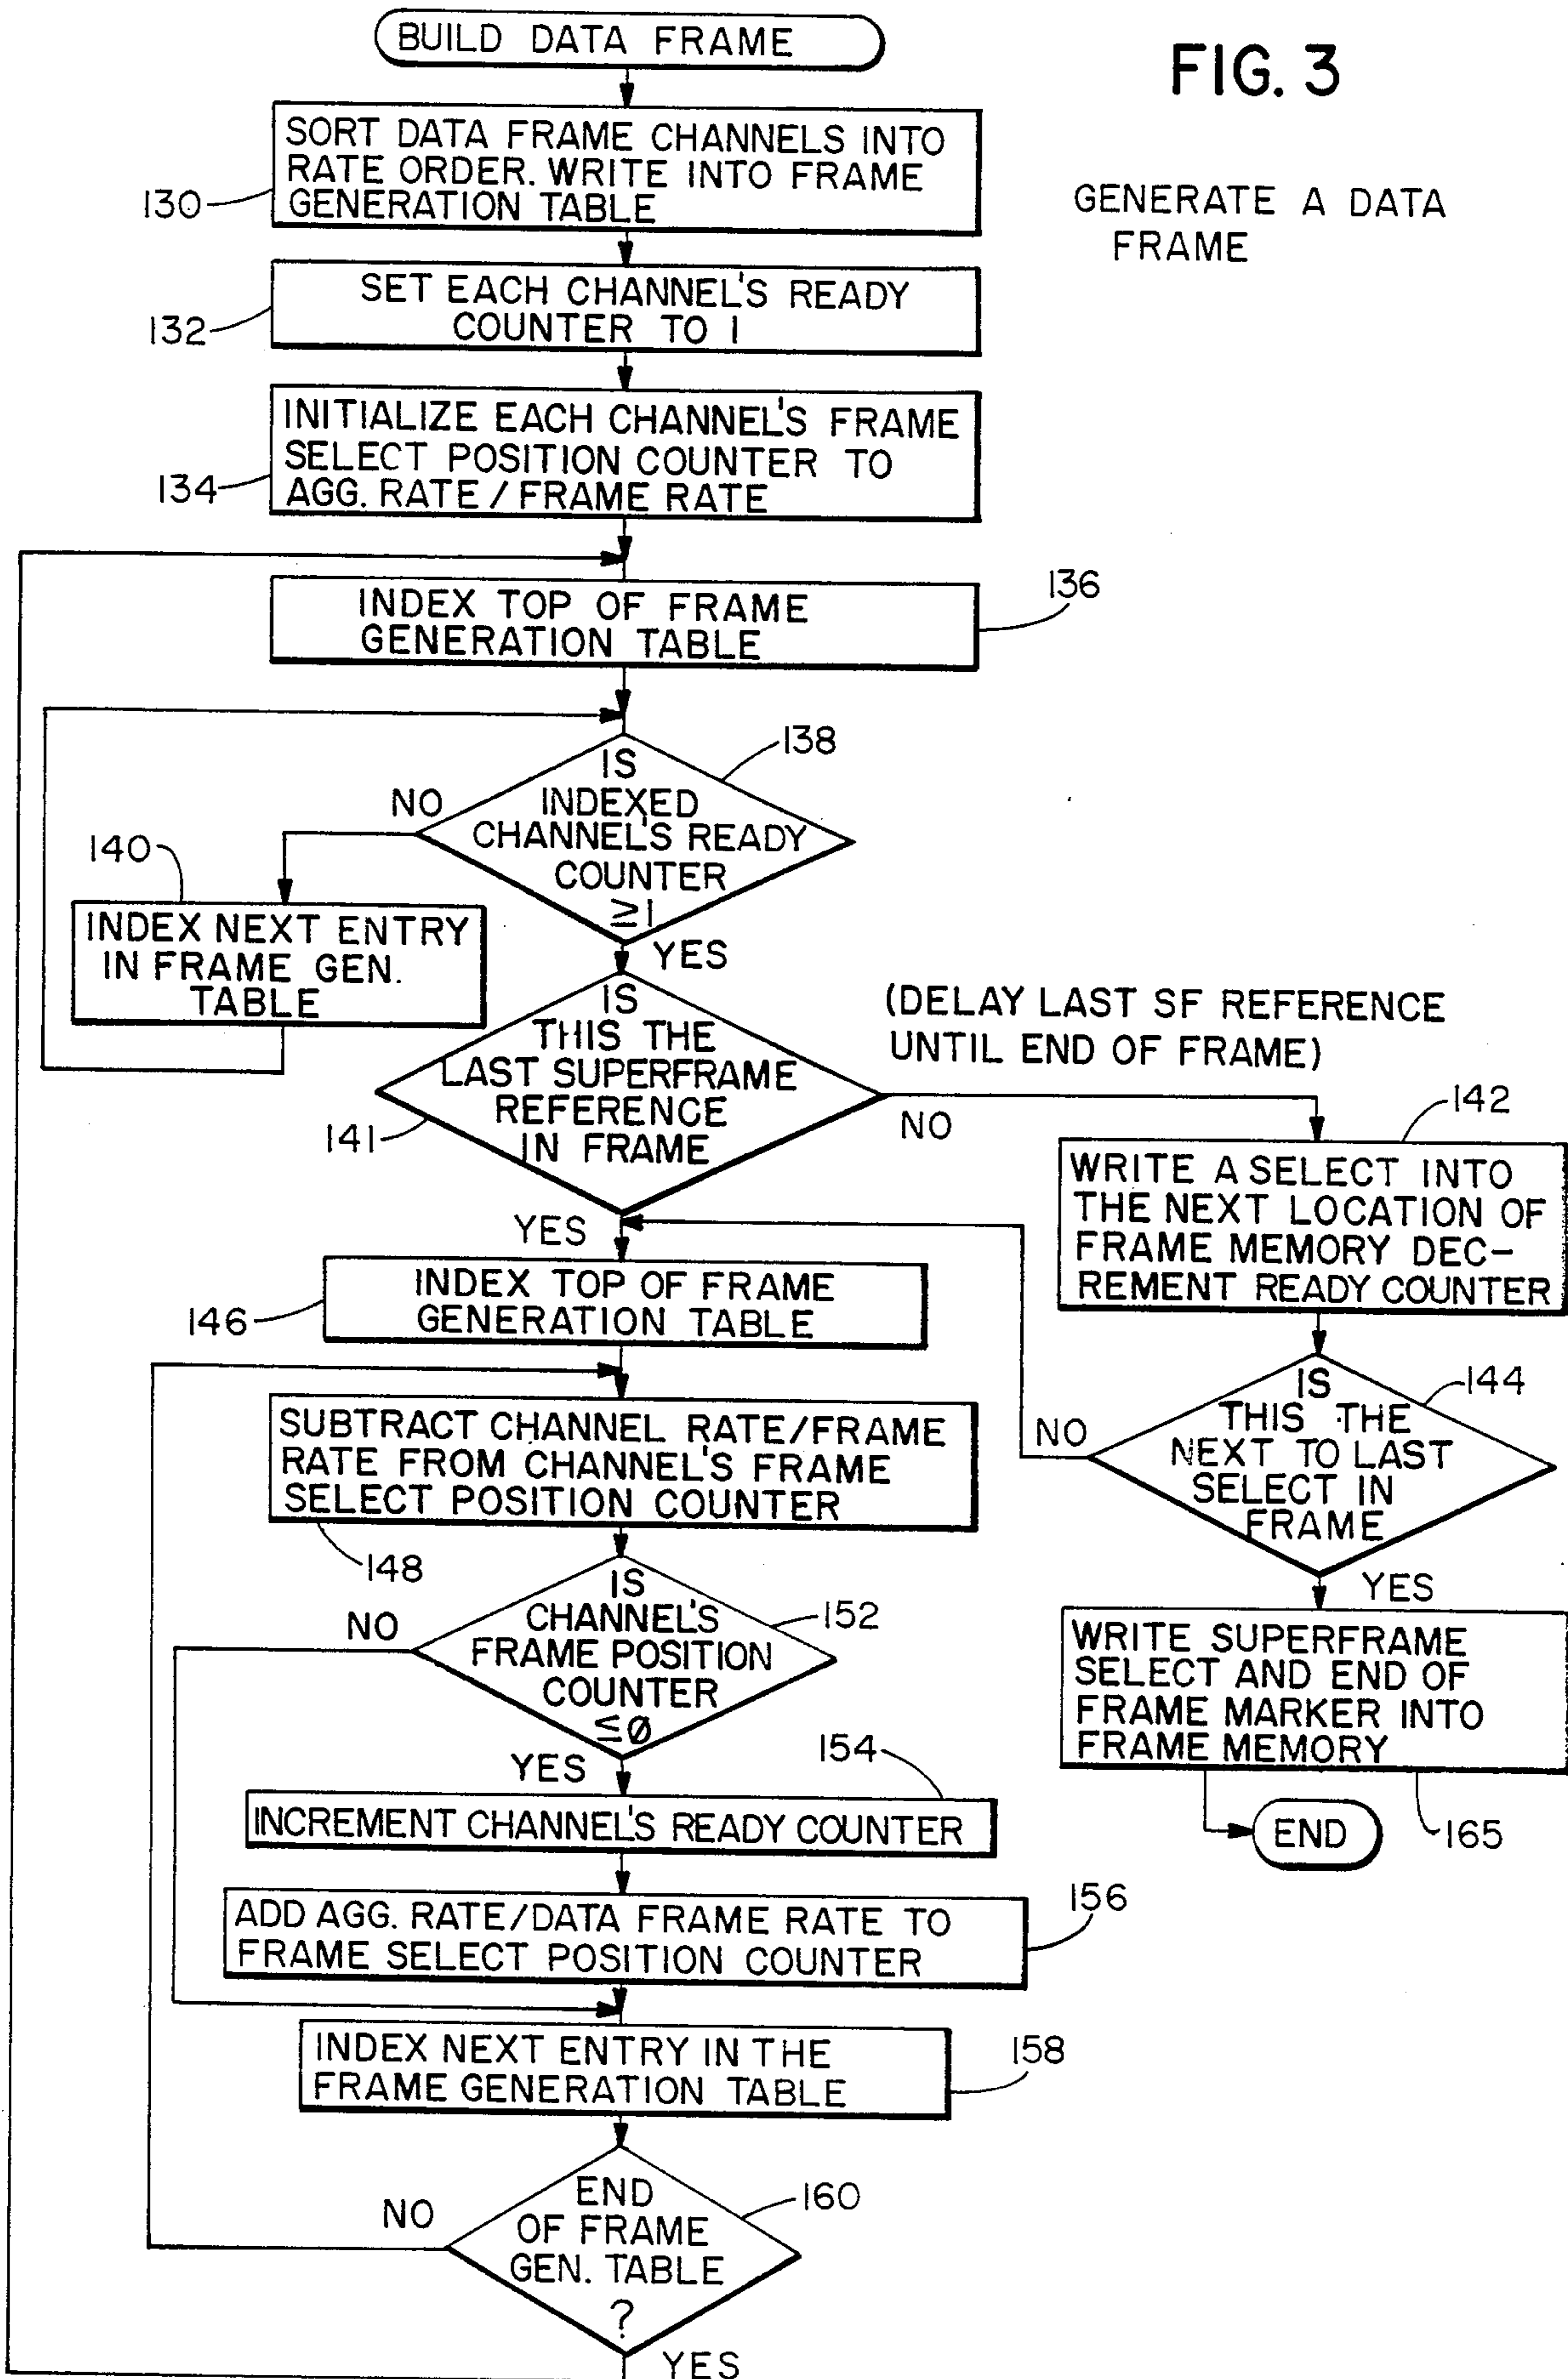 BUILD DATA FRAME
FIG. 3
GENERATE A DATA
FRAME
SORT DATA FRAME CHANNELS INTO
RATE ORDER. WRITE INTO FRAME
GENERATION TABLE
130
SET EACH CHANNEL'S READY
COUNTER TO 1
132
INITIALIZE EACH CHANNEL'S FRAME
SELECT POSITION COUNTER TO
AGG. RATE / FRAME RATE
134
INDEX TOP OF FRAME
GENERATION TABLE
136
IS
INDEXED
CHANNEL'S READY
COUNTER
≥1
138
NO
YES
140
INDEX NEXT ENTRY
IN FRAME GEN.
TABLE
IS
THIS THE
LAST SUPERFRAME
REFERENCE
IN FRAME
141
NO
YES
(DELAY LAST SF REFERENCE
UNTIL END OF FRAME)
142
WRITE A SELECT INTO
THE NEXT LOCATION OF
FRAME MEMORY DEC-
REMENT READY COUNTER
IS
THIS THE
NEXT TO LAST
SELECT IN
FRAME
144
NO
YES
WRITE SUPERFRAME
SELECT AND END OF
FRAME MARKER INTO
FRAME MEMORY
165
END
INDEX TOP OF FRAME
GENERATION TABLE
146
SUBTRACT CHANNEL RATE/FRAME
RATE FROM CHANNEL'S FRAME
SELECT POSITION COUNTER
148
IS
CHANNEL'S
FRAME POSITION
COUNTER
≤Ø
152
NO
YES
154
INCREMENT CHANNEL'S READY COUNTER
ADD AGG. RATE/DATA FRAME RATE TO
FRAME SELECT POSITION COUNTER
156
INDEX NEXT ENTRY IN THE
FRAME GENERATION TABLE
158
END
OF FRAME
GEN. TABLE
?
160
NO
YES